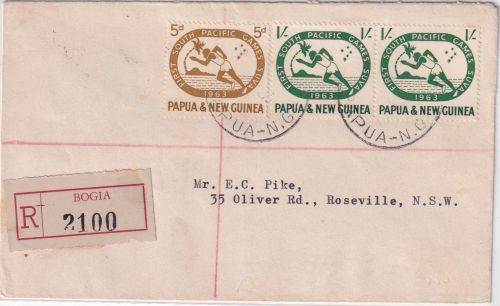 5d 5d
FIRST SOUTH PACIFIC GAMES SUVA
1963
PAPUA & NEW GUINEA
1/- 1/-
FIRST SOUTH PACIFIC GAMES SUVA
1963
PAPUA & NEW GUINEA
1/- 1/-
FIRST SOUTH PACIFIC GAMES SUVA
1963
PAPUA & NEW GUINEA
PUA-N.G
PUA-N.G
BOGIA
R 2100
Mr. E.C. Pike,
35 Oliver Rd., Roseville, N.S.W.